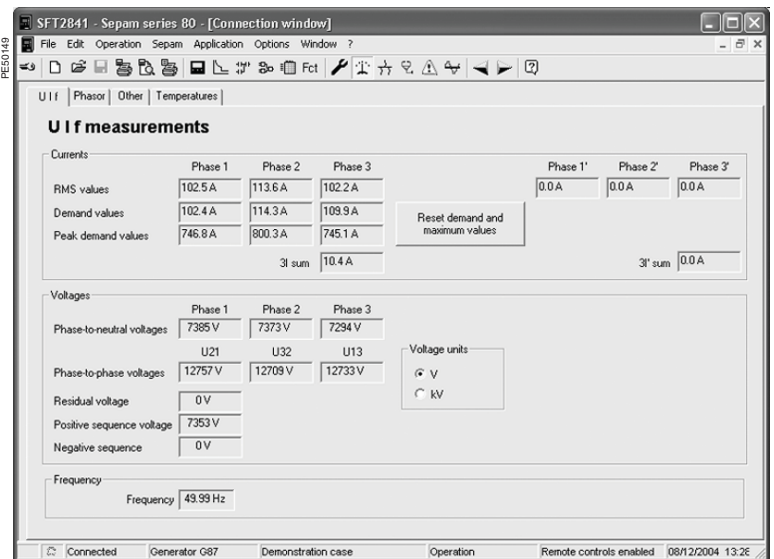 PE50149
SFT2841 - Sepam series 80 - [Connection window]
File Edit Operation Sepam Application Options Window ?
Fct
U I f Phasor Other Temperatures
U I f measurements
Currents
Phase 1 Phase 2 Phase 3 Phase 1' Phase 2' Phase 3'
RMS values 102.5 A 113.6 A 102.2 A 0.0 A 0.0 A 0.0 A
Demand values 102.4 A 114.3 A 109.9 A
Peak demand values 746.8 A 800.3 A 745.1 A
Reset demand and
maximum values
3I sum 10.4 A 3I' sum 0.0 A
Voltages
Phase 1 Phase 2 Phase 3
Phase-to-neutral voltages 7385 V 7373 V 7294 V
U21 U32 U13
Phase-to-phase voltages 12757 V 12709 V 12733 V
Voltage units
V
kV
Residual voltage 0 V
Positive sequence voltage 7353 V
Negative sequence 0 V
Frequency
Frequency 49.99 Hz
Connected Generator G87 Demonstration case Operation Remote controls enabled 08/12/2004 13:28